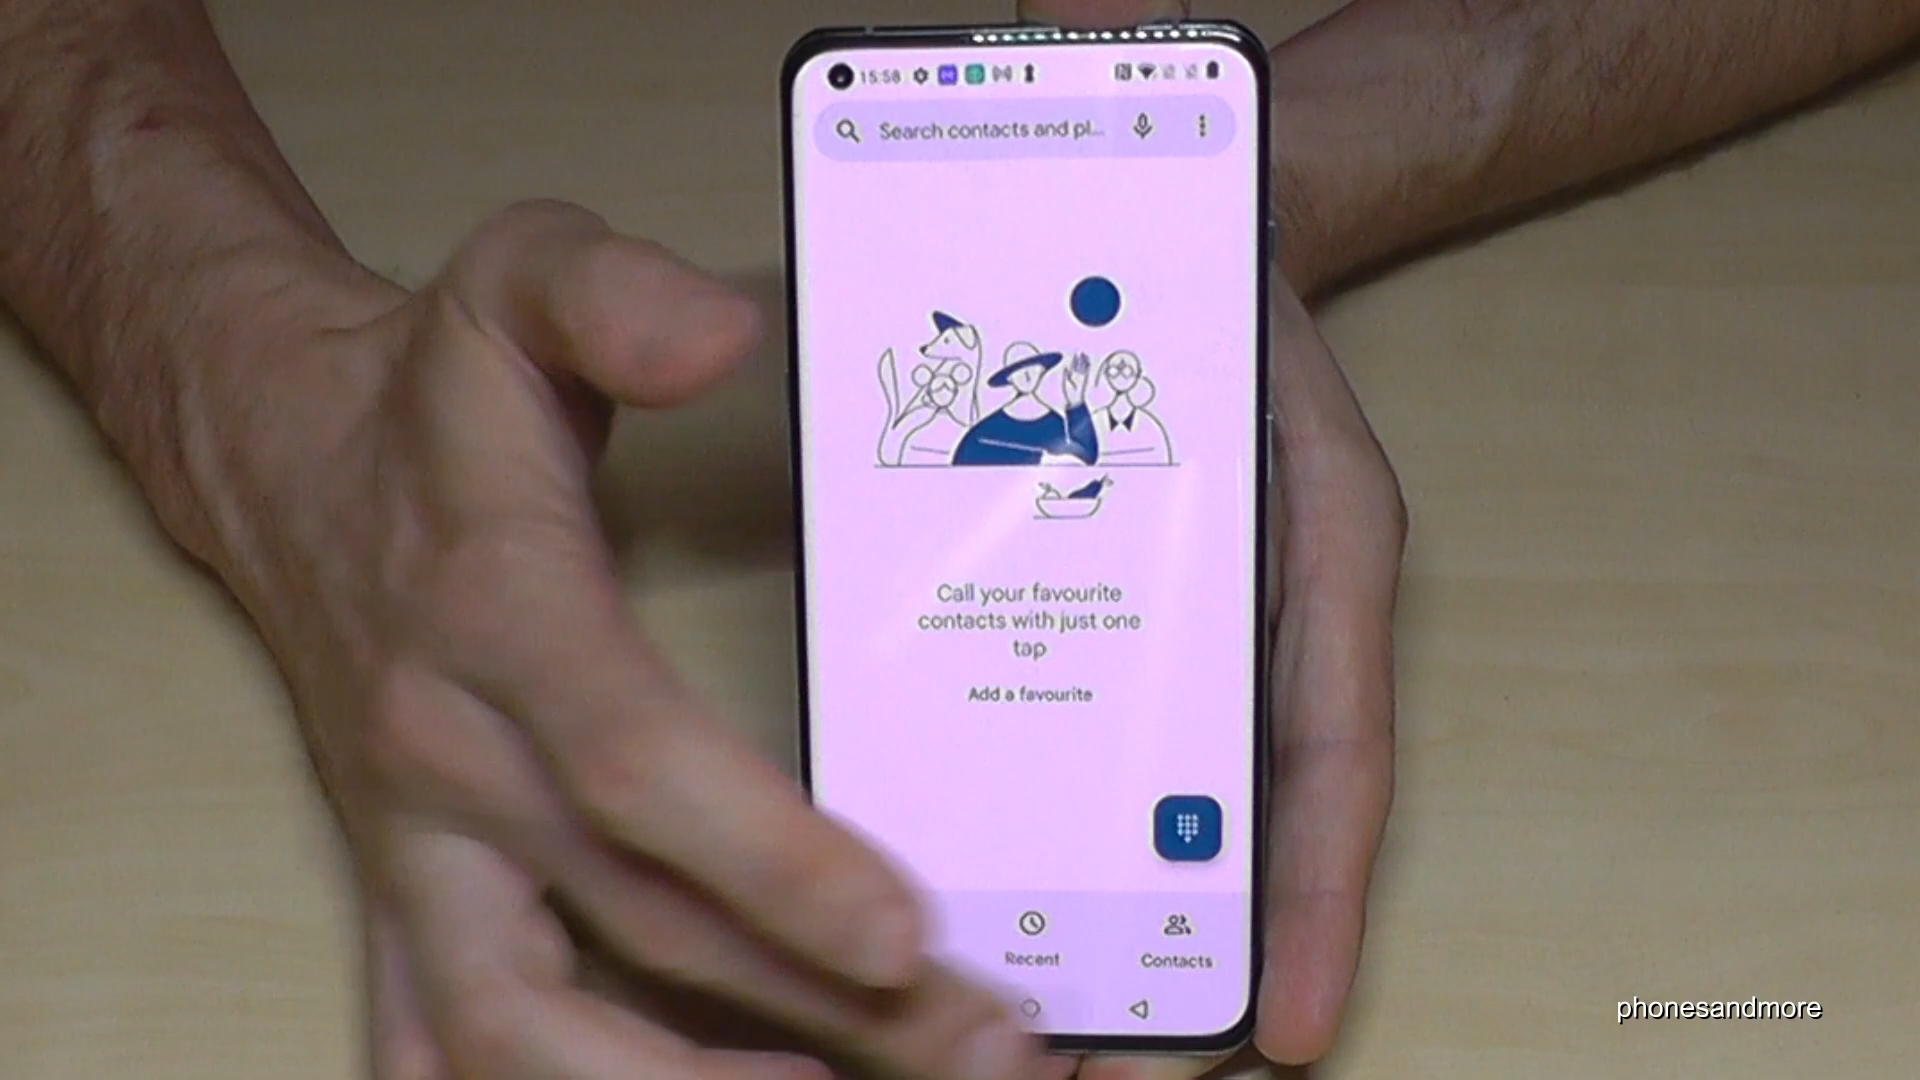 15:58
Search contacts and pl...
Call your favourite
contacts with just one
tap
Add a favourite
Recent
Contacts
phonesandmore